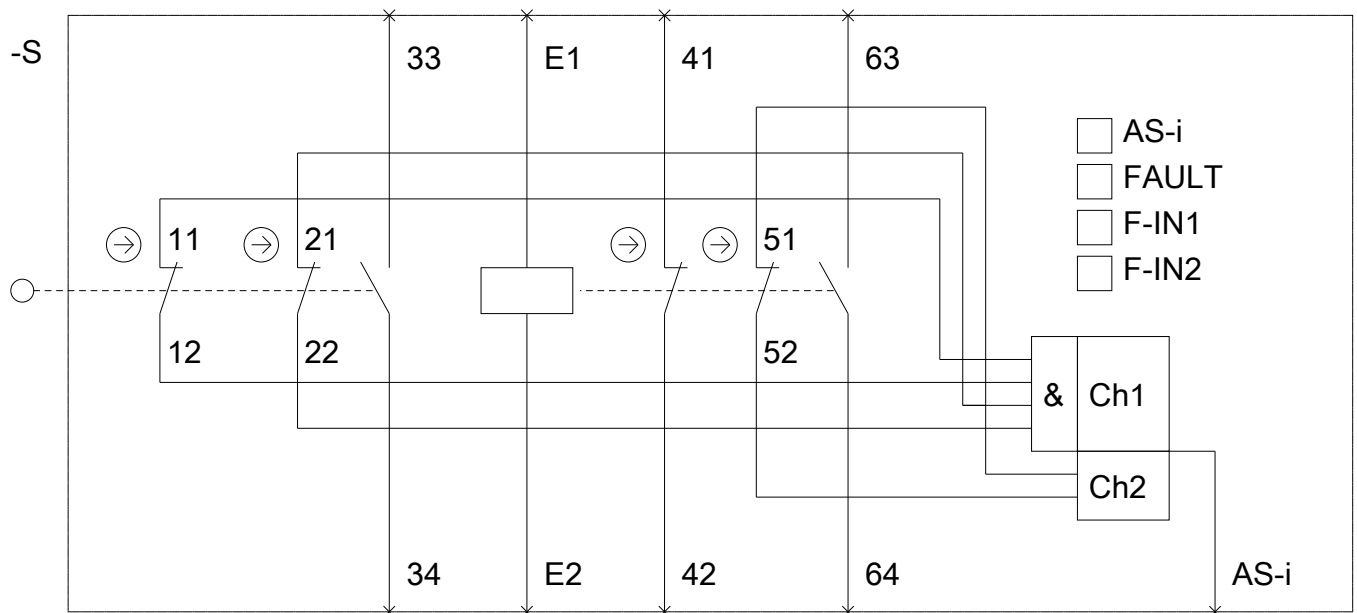 -S
33 E1 41 63
AS-i
FAULT
F-IN1
F-IN2
11 21 51
12 22 52
& Ch1
Ch2
34 E2 42 64 AS-i